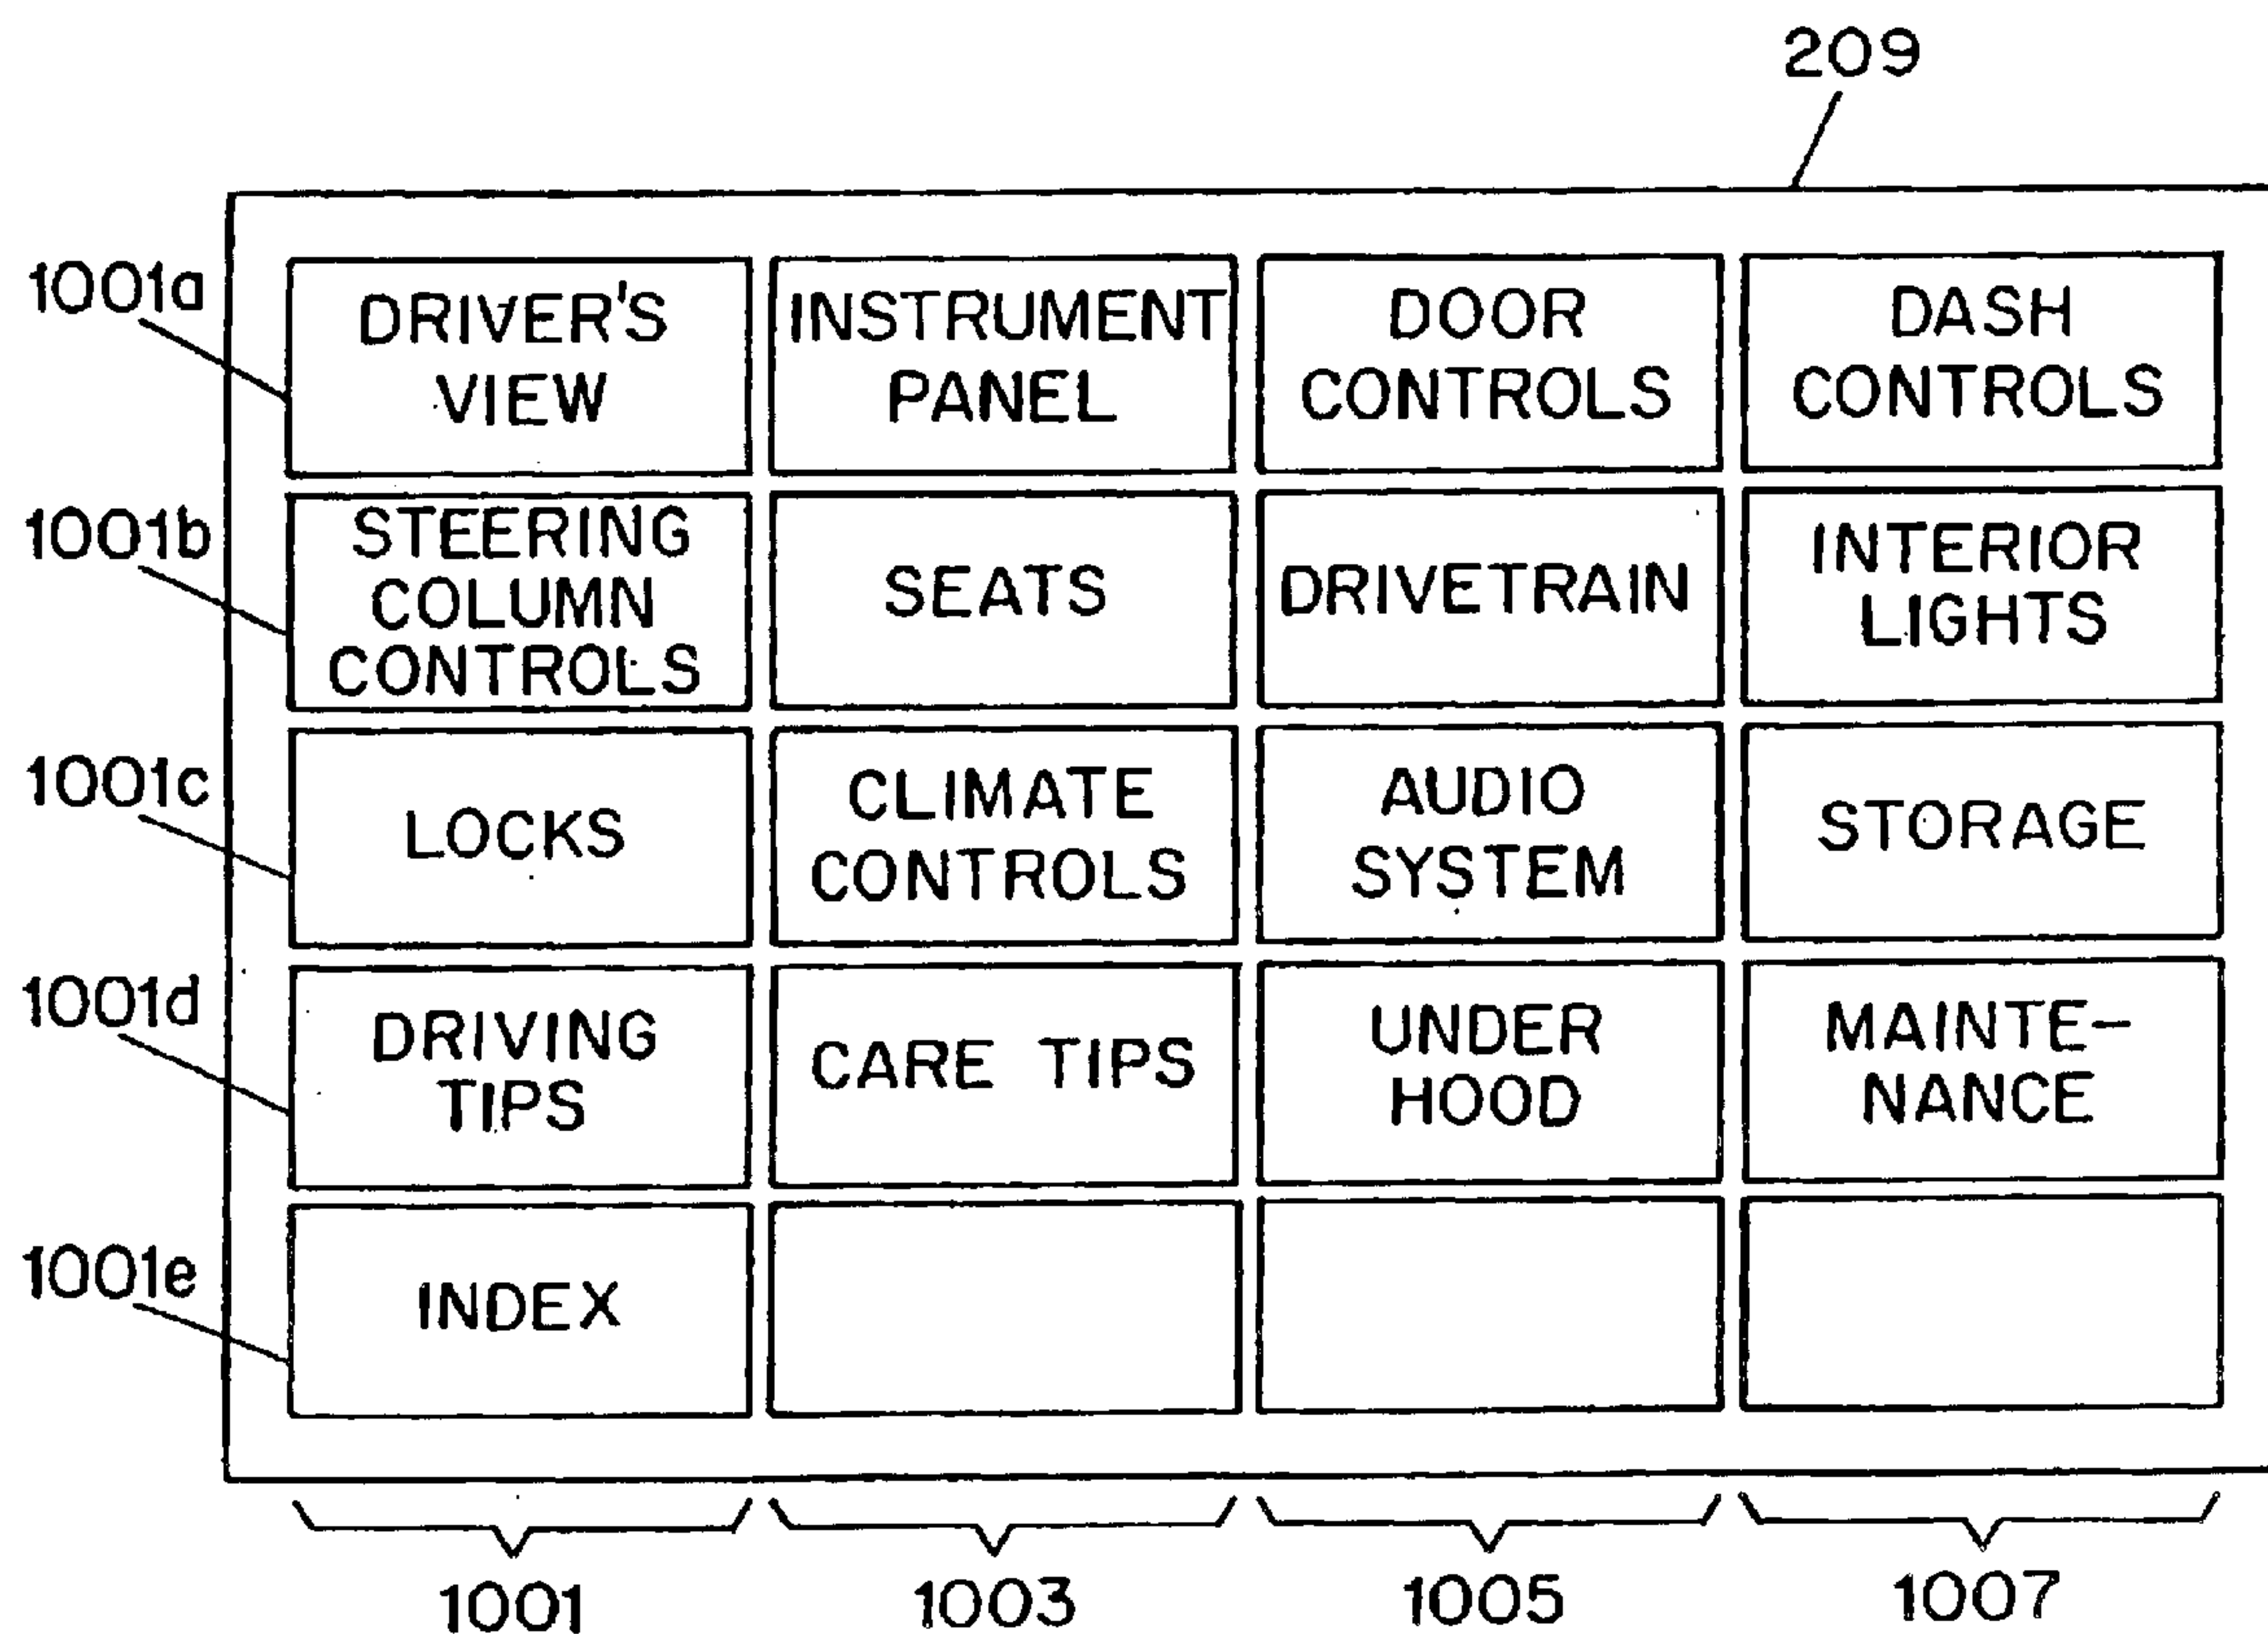 209
1001a
DRIVER'S
VIEW
INSTRUMENT
PANEL
DOOR
CONTROLS
DASH
CONTROLS
1001b
STEERING
COLUMN
CONTROLS
SEATS
DRIVETRAIN
INTERIOR
LIGHTS
1001c
LOCKS
CLIMATE
CONTROLS
AUDIO
SYSTEM
STORAGE
1001d
DRIVING
TIPS
CARE TIPS
UNDER
HOOD
MAINTE-
NANCE
1001e
INDEX
1001
1003
1005
1007